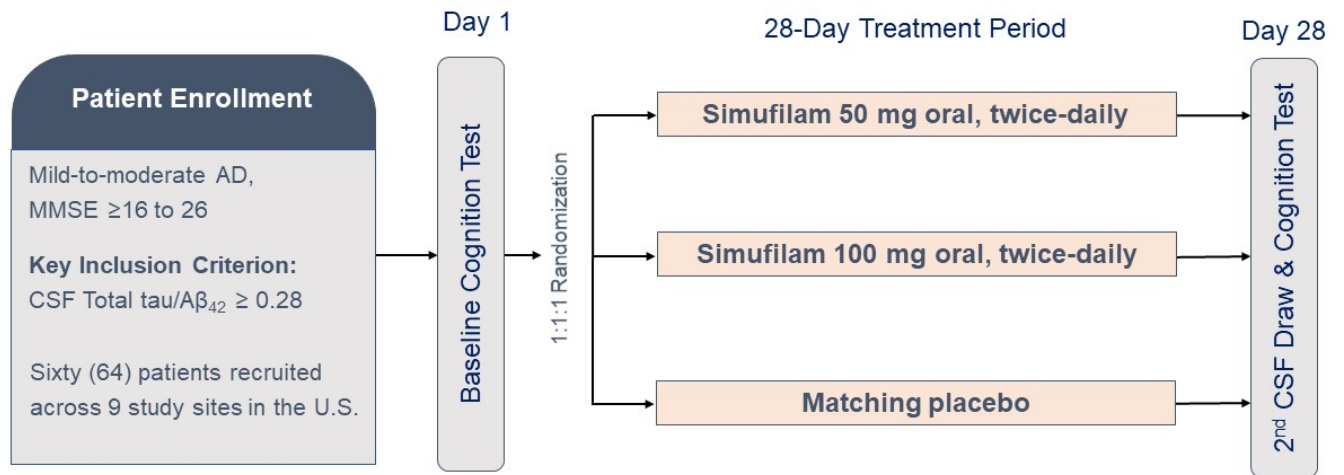 Day 1
28-Day Treatment Period
Day 28
Patient Enrollment
Mild-to-moderate AD,
MMSE ≥16 to 26
Key Inclusion Criterion:
CSF Total tau/Aβ₄₂ ≥ 0.28
Sixty (64) patients recruited
across 9 study sites in the U.S.
Baseline Cognition Test
1:1:1 Randomization
Simufilam 50 mg oral, twice-daily
Simufilam 100 mg oral, twice-daily
Matching placebo
2nd CSF Draw & Cognition Test